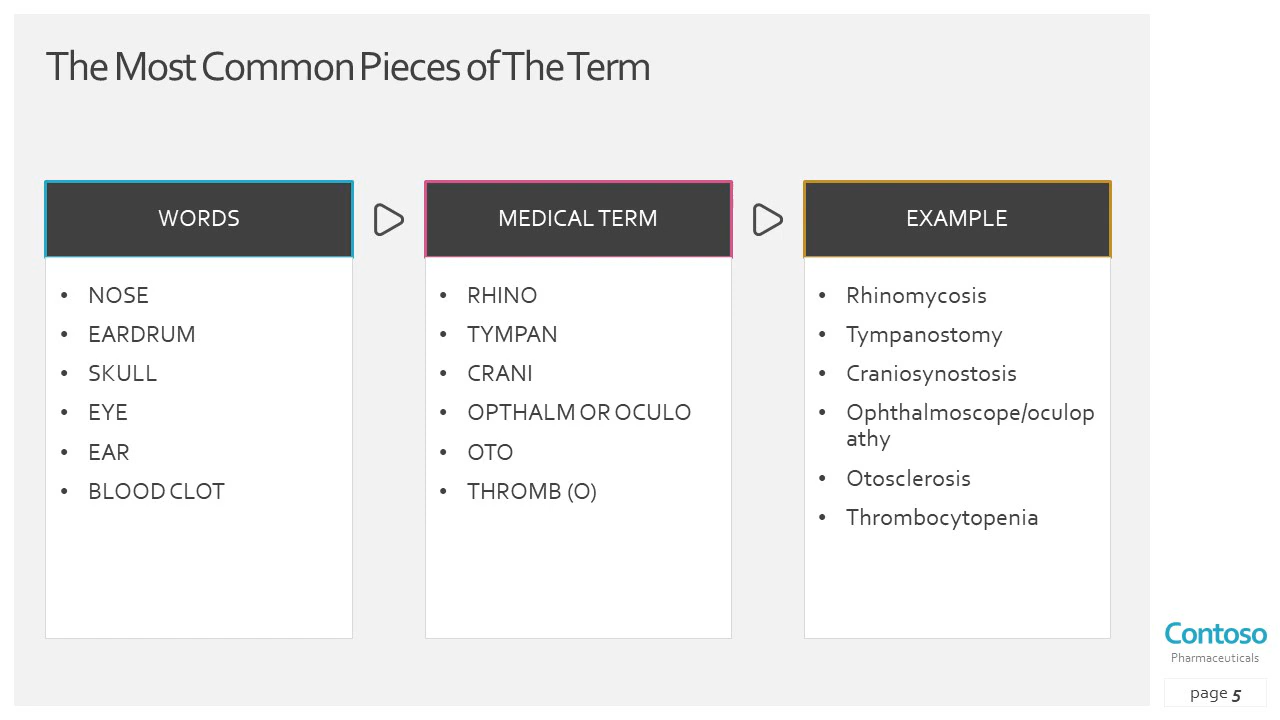 The Most Common Pieces of The Term
WORDS
• NOSE
• EARDRUM
• SKULL
• EYE
• EAR
• BLOOD CLOT
MEDICAL TERM
• RHINO
• TYMPAN
• CRANI
• OPTHALM OR OCULO
• OTO
• THROMB (O)
EXAMPLE
• Rhinomycosis
• Tympanostomy
• Craniosynostosis
• Ophthalmoscope/oculop
athy
• Otosclerosis
• Thrombocytopenia
Contoso
Pharmaceuticals
page 5